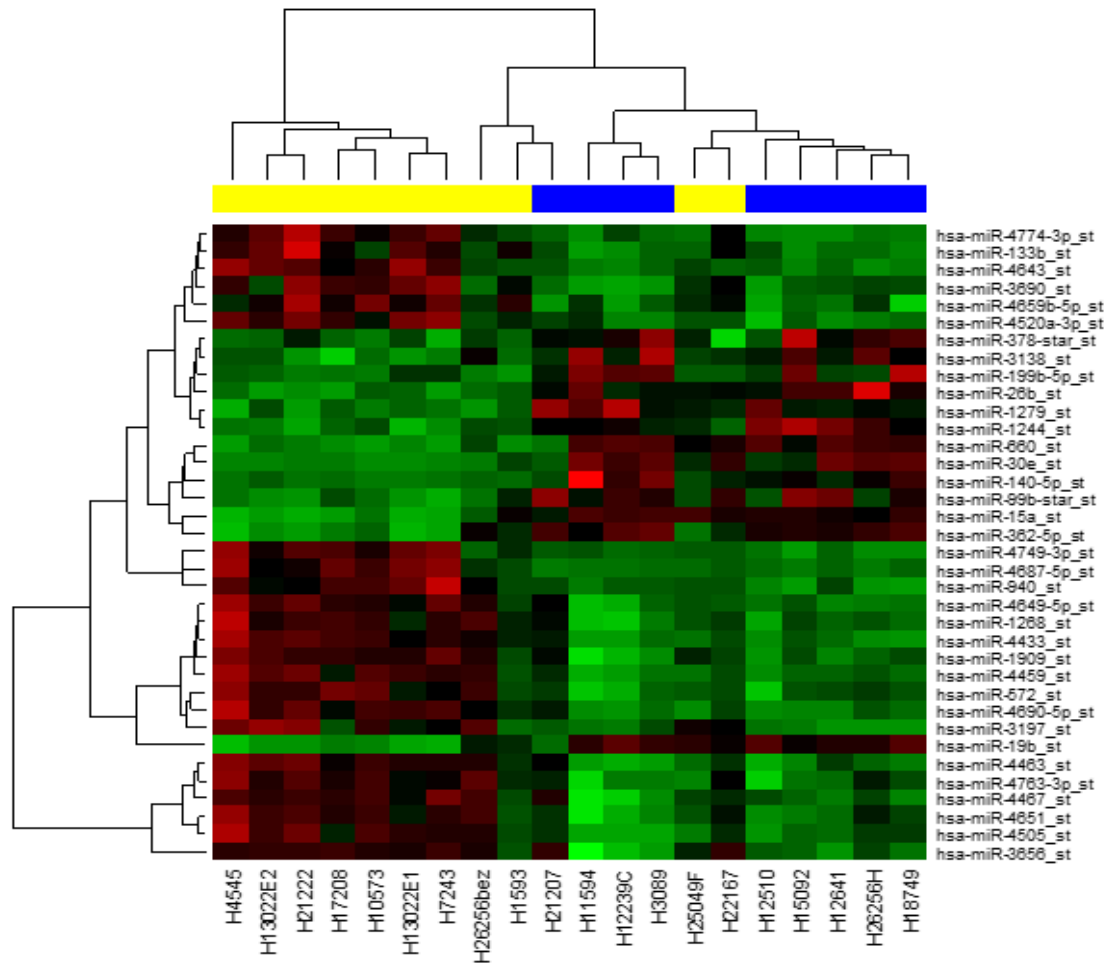 hsa-miR-4774-3p_st
hsa-miR-133b_st
hsa-miR-4643_st
hsa-miR-3690_st
hsa-miR-4659b-5p_st
hsa-miR-4520a-3p_st
hsa-miR-378-star_st
hsa-miR-3138_st
hsa-miR-199b-5p_st
hsa-miR-26b_st
hsa-miR-1279_st
hsa-miR-1244_st
hsa-miR-660_st
hsa-miR-30e_st
hsa-miR-140-5p_st
hsa-miR-99b-star_st
hsa-miR-15a_st
hsa-miR-362-5p_st
hsa-miR-4749-3p_st
hsa-miR-4687-5p_st
hsa-miR-940_st
hsa-miR-4649-5p_st
hsa-miR-1268_st
hsa-miR-4433_st
hsa-miR-1909_st
hsa-miR-4459_st
hsa-miR-572_st
hsa-miR-4690-5p_st
hsa-miR-3197_st
hsa-miR-19b_st
hsa-miR-4463_st
hsa-miR-4763-3p_st
hsa-miR-4467_st
hsa-miR-4651_st
hsa-miR-4505_st
hsa-miR-3656_st
H4545
H13022E2
H21222
H17208
H10573
H13022E1
H7243
H26256bez
H1593
H21207
H11594
H12239C
H3089
H25049F
H22167
H12510
H15092
H12641
H26256H
H18749